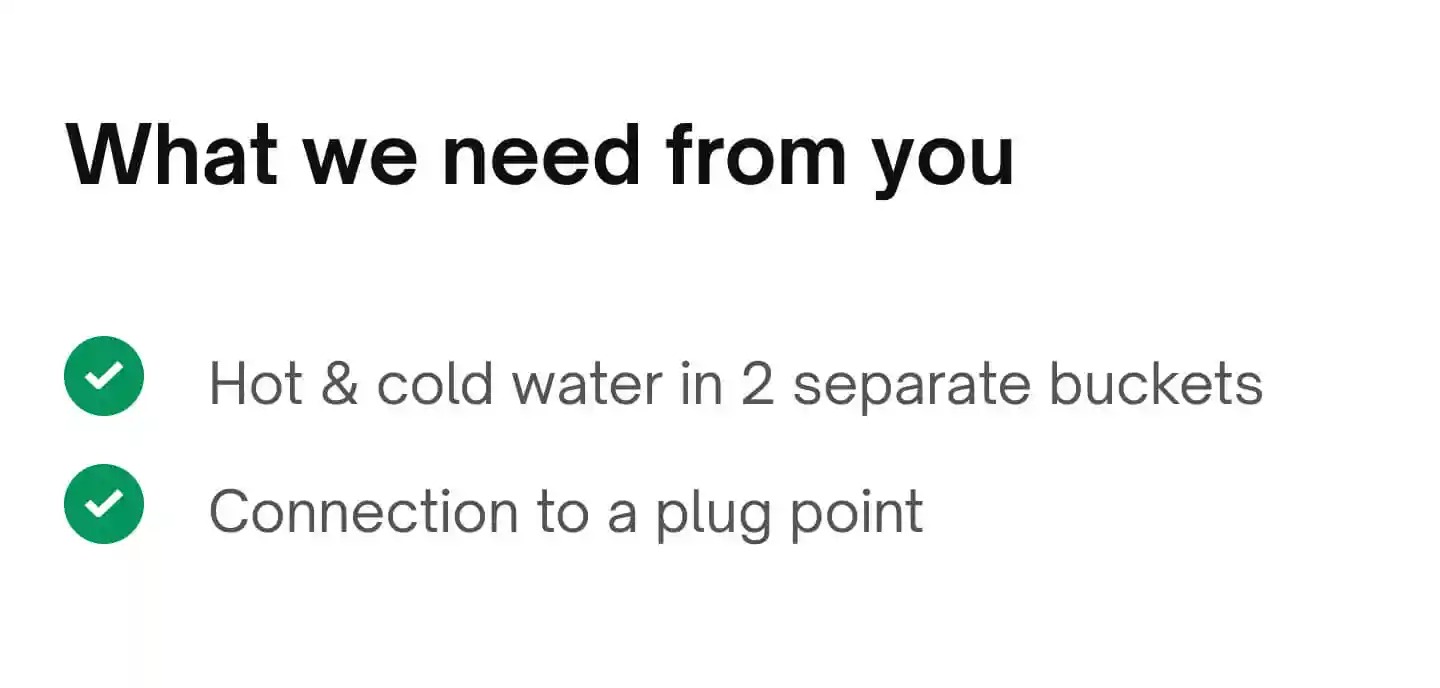 What we need from you
Hot & cold water in 2 separate buckets
Connection to a plug point